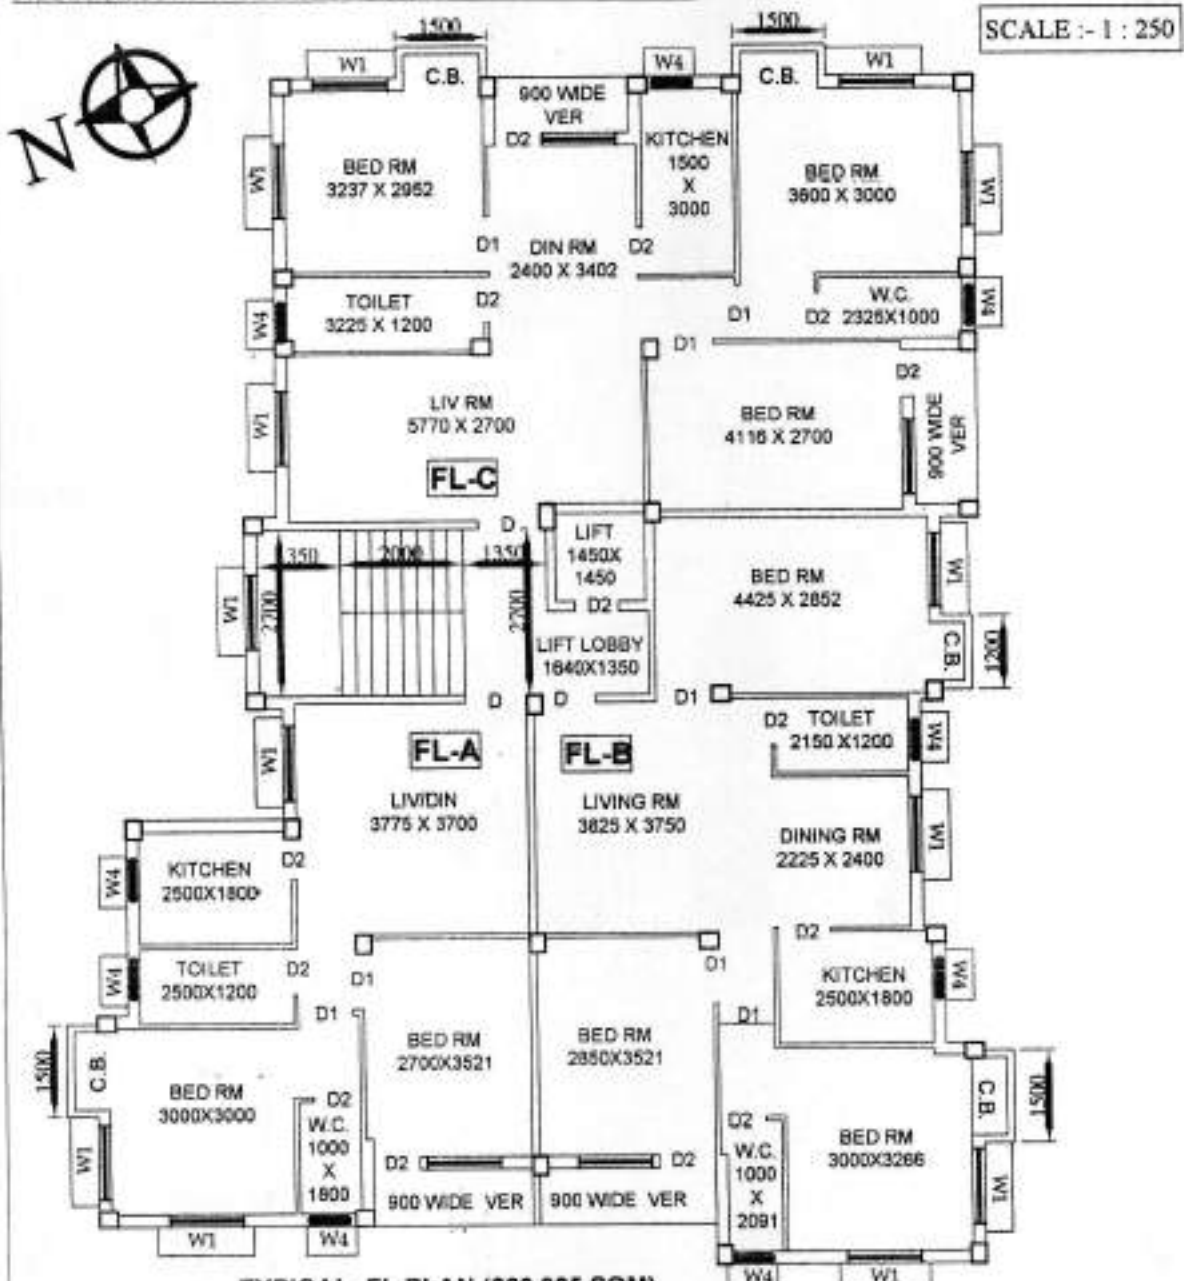 SCALE :- 1 : 250
1500
1500
W1
C.B.
W4
C.B.
W1
N
900 WIDE
VER
D2
KITCHEN
1500
X
3000
W1
BED RM
3237 X 2952
BED RM
3600 X 3000
W1
D1
DIN RM
2400 X 3402
D2
W4
TOILET
3225 X 1200
D2
D1
D2
W.C.
2325X1000
W4
D1
D2
W1
LIV RM
5770 X 2700
BED RM
4116 X 2700
900 WIDE
VER
FL-C
D
LIFT
1450X
1450
350
2000
1350
W1
2200
2200
D2
BED RM
4425 X 2852
W1
LIFT LOBBY
1640X1350
C.B.
1200
D
D
D1
W1
FL-A
FL-B
D2
TOILET
2150 X1200
W4
LIV/DIN
3775 X 3700
LIVING RM
3625 X 3750
DINING RM
2225 X 2400
W1
W4
KITCHEN
2500X1800
D2
D2
W4
TOILET
2500X1200
D2
D1
D1
KITCHEN
2500X1800
W4
D1
D1
1500
C.B.
BED RM
3000X3000
BED RM
2700X3521
BED RM
2850X3521
C.B.
1500
D2
W.C.
1000
X
1800
D2
W.C.
1000
X
2091
BED RM
3000X3266
W1
D2
D2
W1
900 WIDE VER
900 WIDE VER
W1
W4
W4
W1
TYPICAL FL PLAN